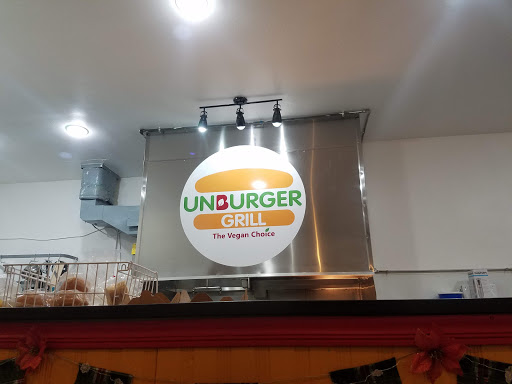 UNBURGER
GRILL
The Vegan Choice